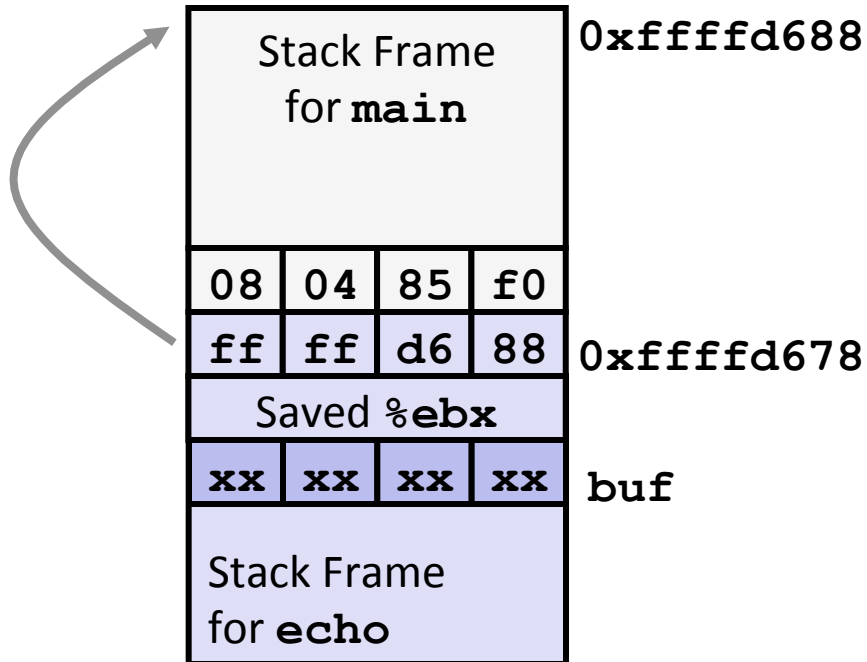 Stack Frame 0xffffd688
for main
08 04 85 f0
ff ff d6 88 0xffffd678
Saved %ebx
xx xx xx xx buf
Stack Frame
for echo